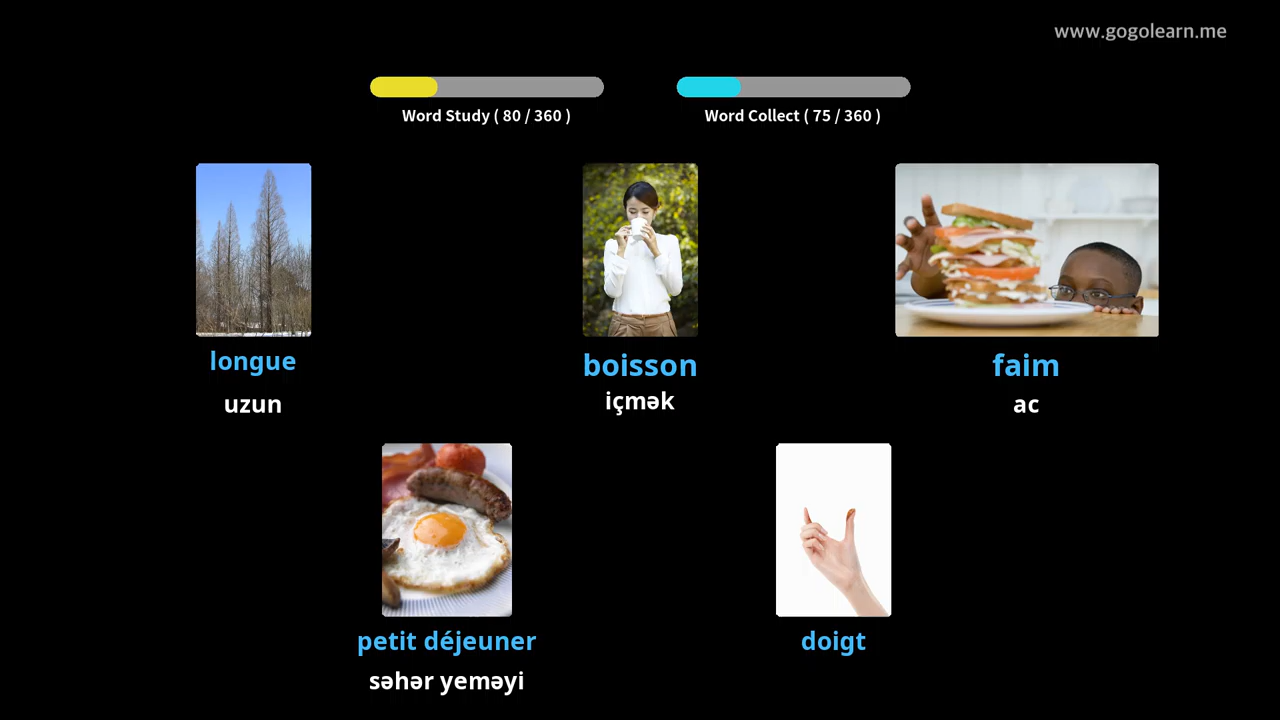 www.gogolearn.me
Word Study ( 80 / 360 )
Word Collect ( 75 / 360 )
longue
uzun
boisson
içmək
faim
ac
petit déjeuner
səhər yeməyi
doigt